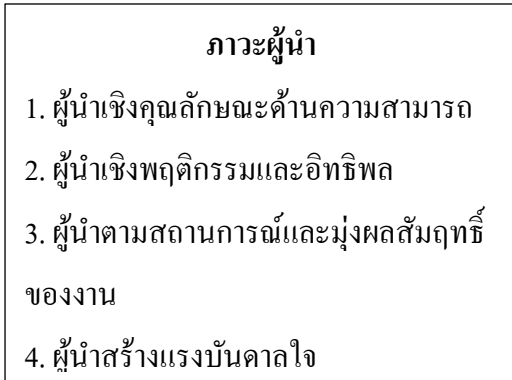 ภาวะผู้นำ
1. ผู้นำเชิงคุณลักษณะด้านความสามารถ
2. ผู้นำเชิงพฤติกรรมและอิทธิพล
3. ผู้นำตามสถานการณ์และมุ่งผลสัมฤทธิ์
ของงาน
4. ผู้นำสร้างแรงบันดาลใจ